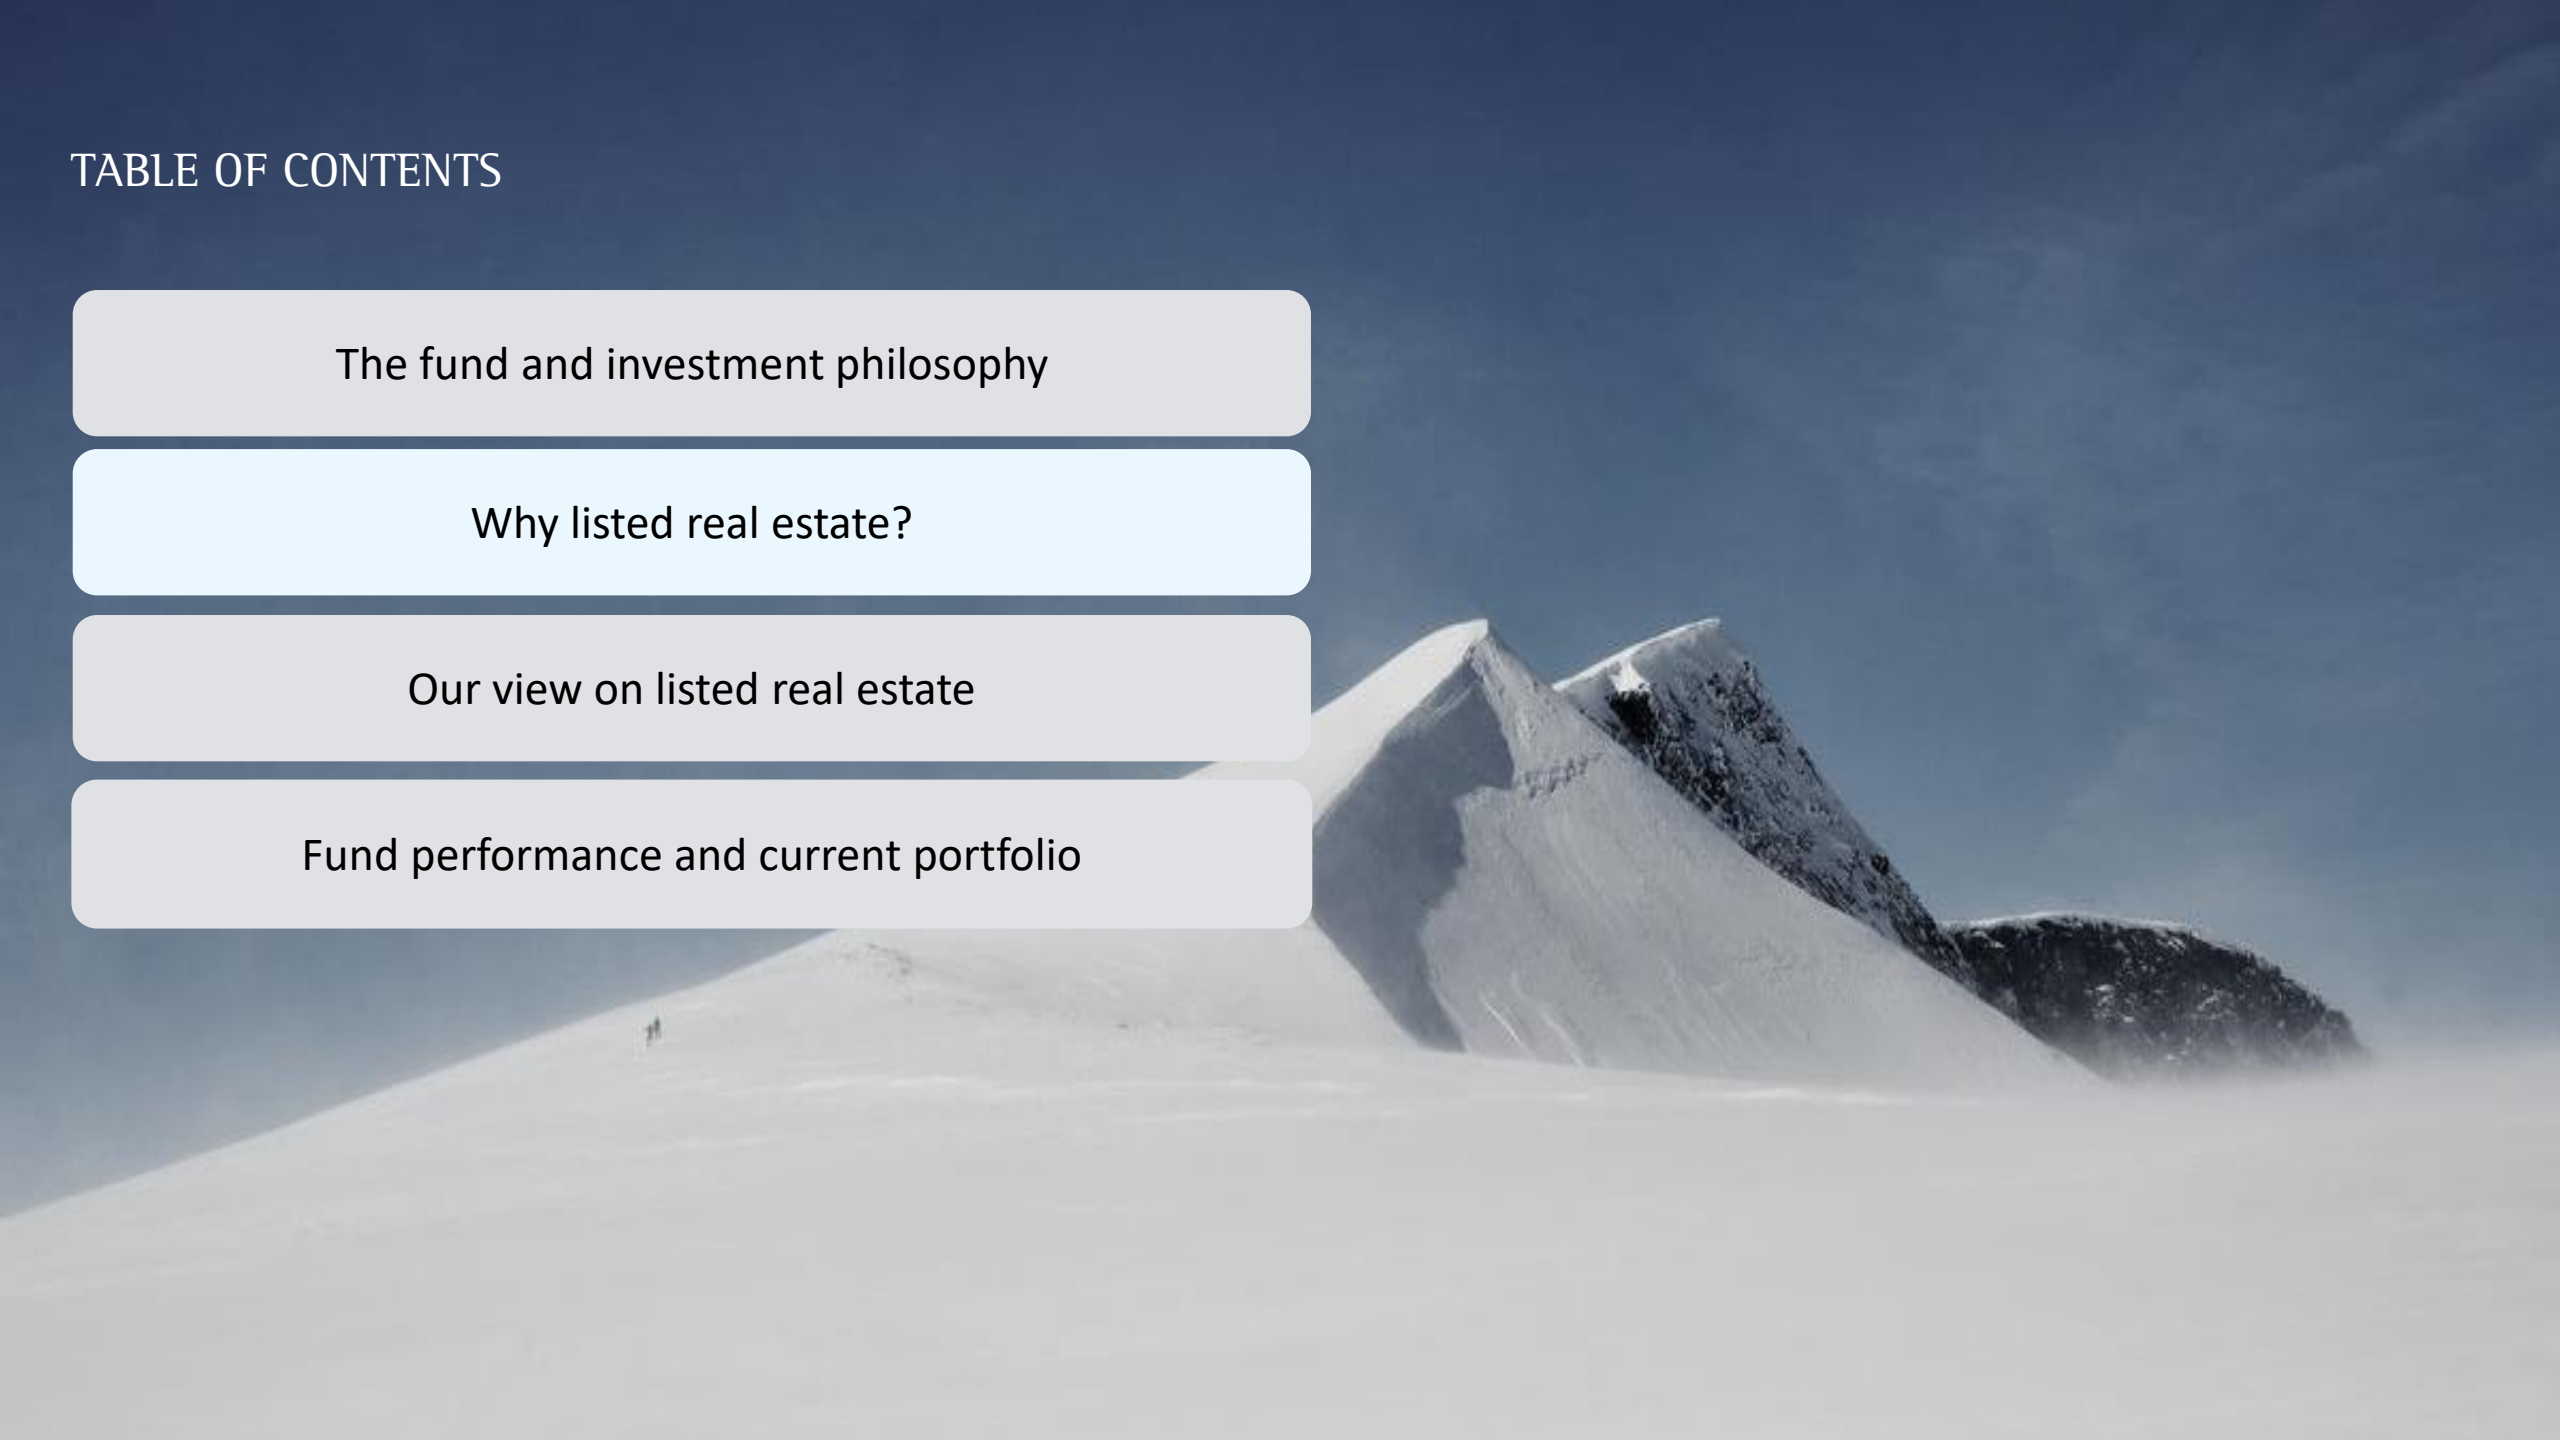 TABLE OF CONTENTS
The fund and investment philosophy
Why listed real estate?
Our view on listed real estate
Fund performance and current portfolio